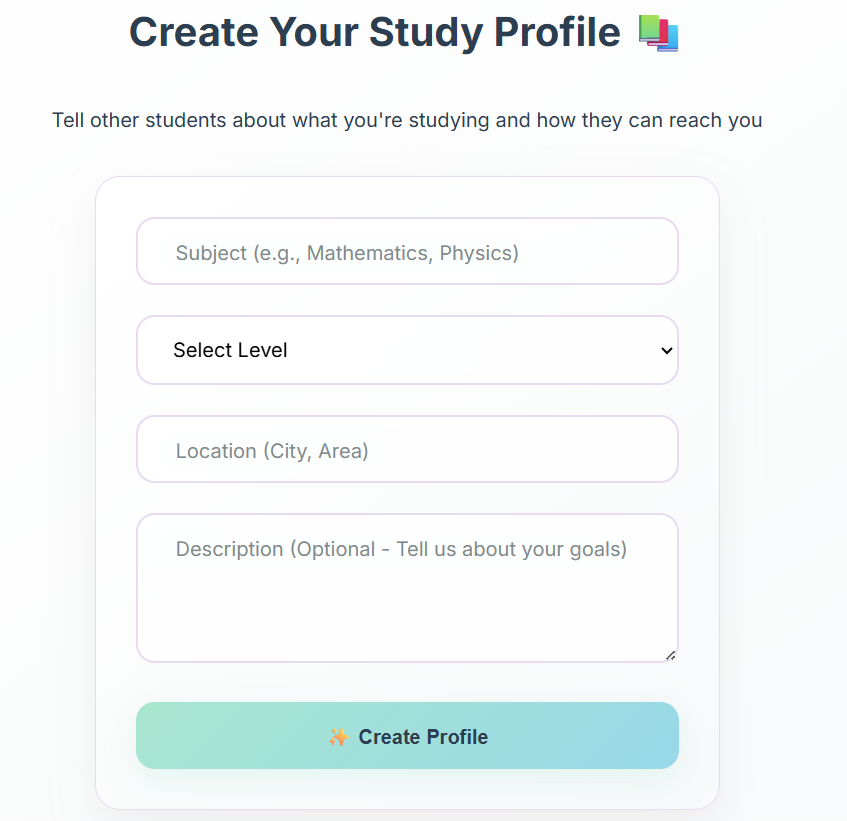 Create Your Study Profile 📚
Tell other students about what you're studying and how they can reach you
Subject (e.g., Mathematics, Physics)
Select Level
Location (City, Area)
Description (Optional - Tell us about your goals)
✨ Create Profile